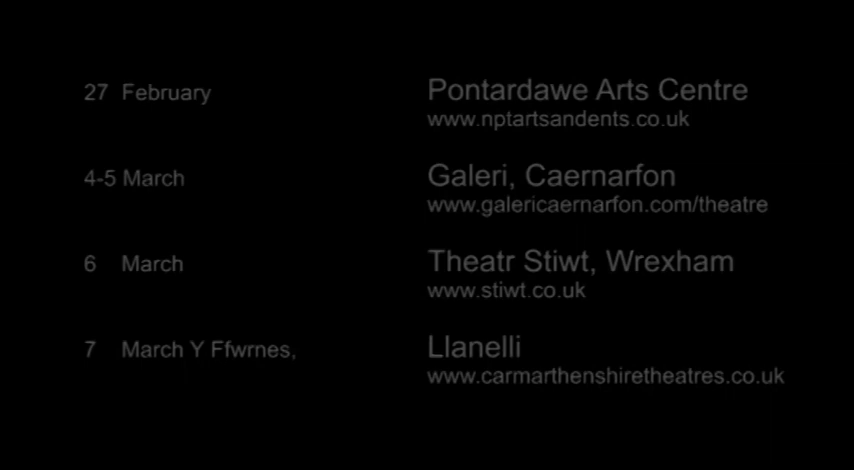 27 February Pontardawe Arts Centre
www.nptartsandents.co.uk
4-5 March Galeri, Caernarfon
www.galericaernarfon.com/theatre
6 March Theatr Stiwt, Wrexham
www.stiwt.co.uk
7 March Y Ffwrnes, Llanelli
www.carmarthenshiretheatres.co.uk